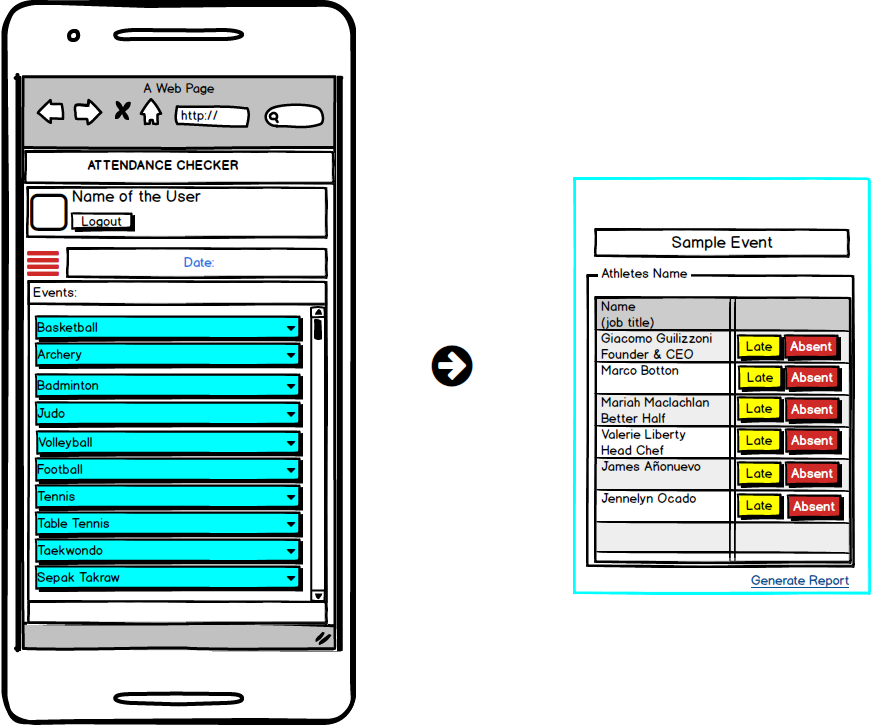 A Web Page
http://
ATTENDANCE CHECKER
Name of the User
Logout
Date:
Events:
Basketball
Archery
Badminton
Judo
Volleyball
Football
Tennis
Table Tennis
Taekwondo
Sepak Takraw
Sample Event
Athletes Name
Name
(job title)
Giacomo Guilizzoni
Founder & CEO
Late Absent
Marco Botton
Late Absent
Mariah Maclachlan
Better Half
Late Absent
Valerie Liberty
Head Chef
Late Absent
James Añonuevo
Late Absent
Jennelyn Ocado
Late Absent
Generate Report